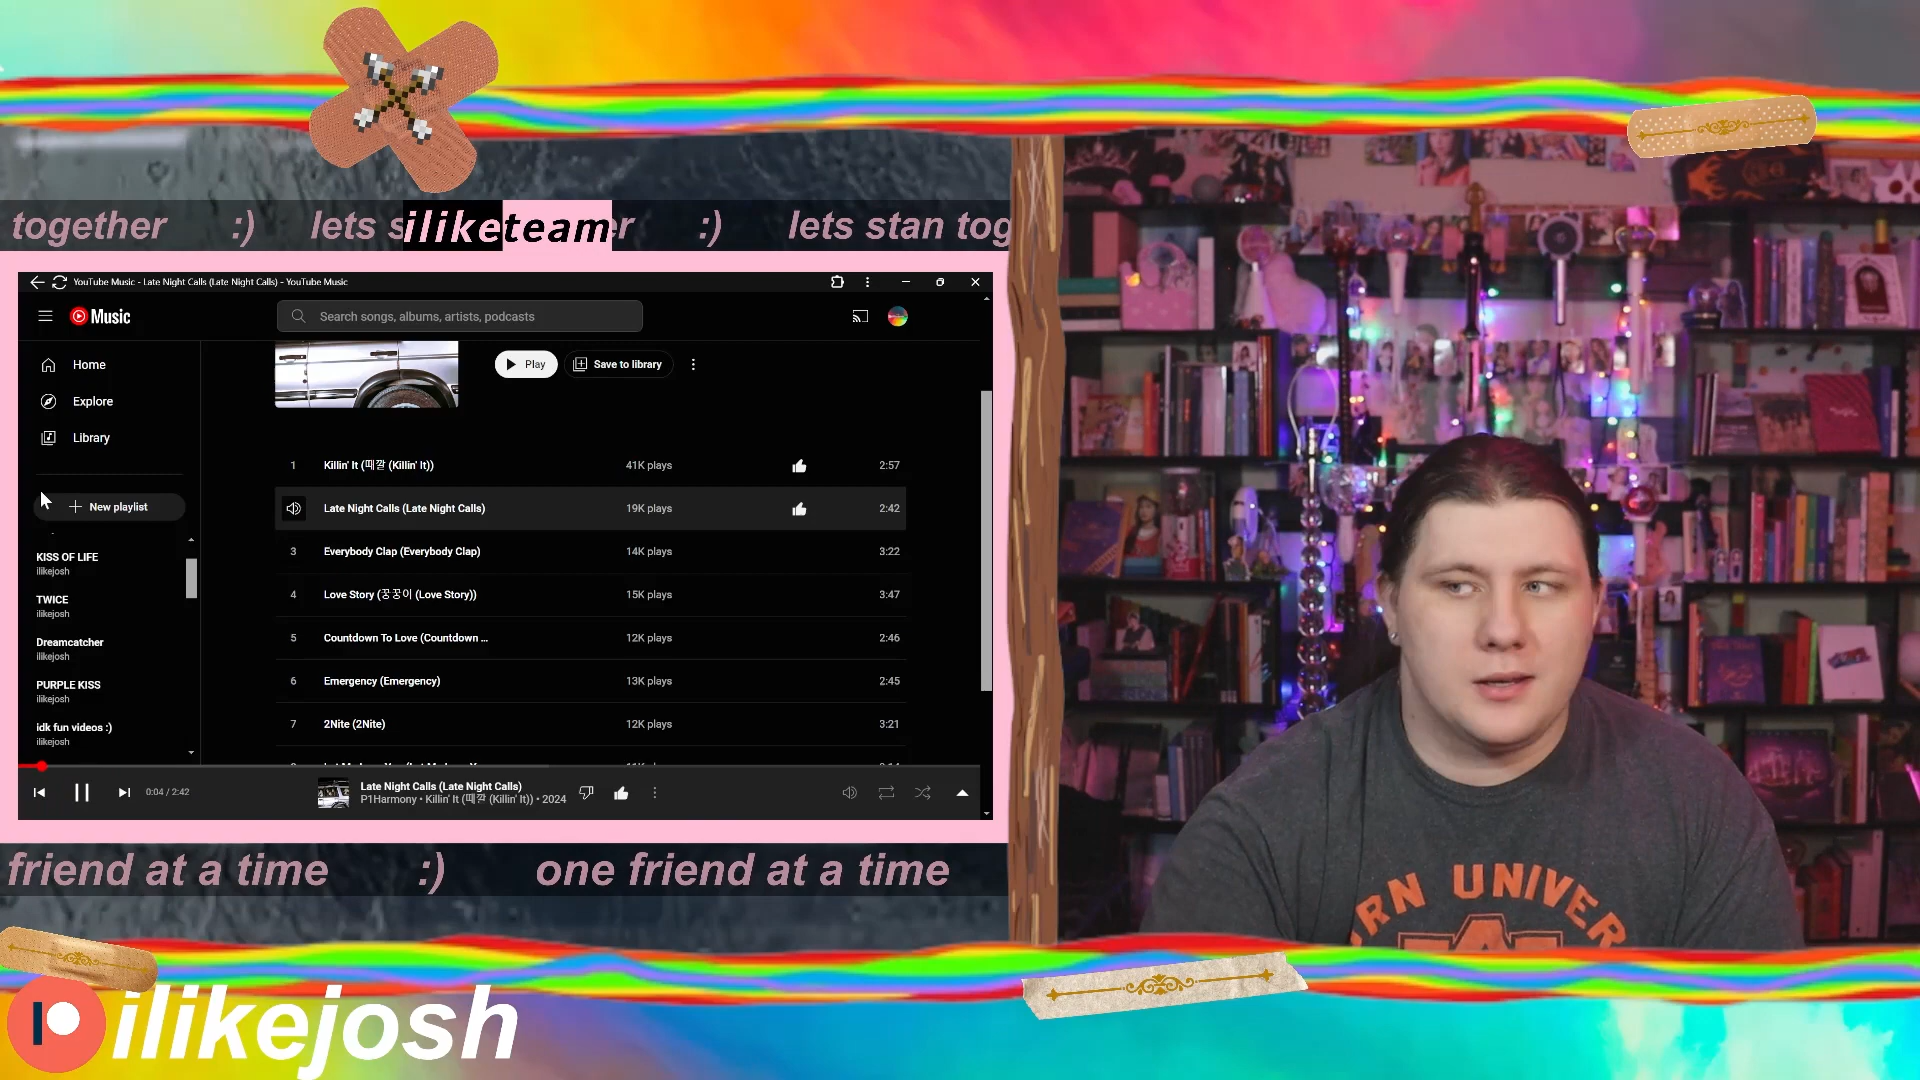 together :) lets s
iliketeam
r :) lets stan tog
YouTube Music - Late Night Calls (Late Night Calls) - YouTube Music
Music
Search songs, albums, artists, podcasts
Home
Explore
Library
New playlist
KISS OF LIFE
ilikejosh
TWICE
ilikejosh
Dreamcatcher
ilikejosh
PURPLE KISS
ilikejosh
idk fun videos :)
ilikejosh
Play
Save to library
1 Killin' It (때깔 (Killin' It)) 41K plays 2:57
Late Night Calls (Late Night Calls) 19K plays 2:42
3 Everybody Clap (Everybody Clap) 14K plays 3:22
4 Love Story (꿍꿍이 (Love Story)) 15K plays 3:47
5 Countdown To Love (Countdown ... 12K plays 2:46
6 Emergency (Emergency) 13K plays 2:45
7 2Nite (2Nite) 12K plays 3:21
0:04 / 2:42
Late Night Calls (Late Night Calls)
P1Harmony • Killin' It (때깔 (Killin' It)) • 2024
friend at a time :) one friend at a time
ilikejosh
RN UNIVER